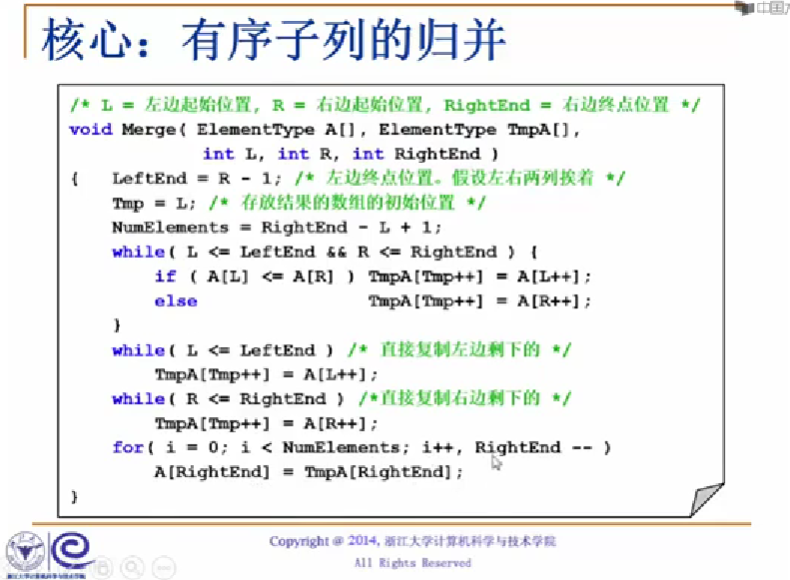 中国大
核心：有序子列的归并
/* L = 左边起始位置, R = 右边起始位置, RightEnd = 右边终点位置 */
void Merge( ElementType A[], ElementType TmpA[],
int L, int R, int RightEnd )
{ LeftEnd = R - 1; /* 左边终点位置。假设左右两列挨着 */
Tmp = L; /* 存放结果的数组的初始位置 */
NumElements = RightEnd - L + 1;
while( L <= LeftEnd && R <= RightEnd ) {
if ( A[L] <= A[R] ) TmpA[Tmp++] = A[L++];
else TmpA[Tmp++] = A[R++];
}
while( L <= LeftEnd ) /* 直接复制左边剩下的 */
TmpA[Tmp++] = A[L++];
while( R <= RightEnd ) /*直接复制右边剩下的 */
TmpA[Tmp++] = A[R++];
for( i = 0; i < NumElements; i++, RightEnd -- )
A[RightEnd] = TmpA[RightEnd];
}
Copyright @ 2014, 浙江大学计算机科学与技术学院
All Rights Reserved